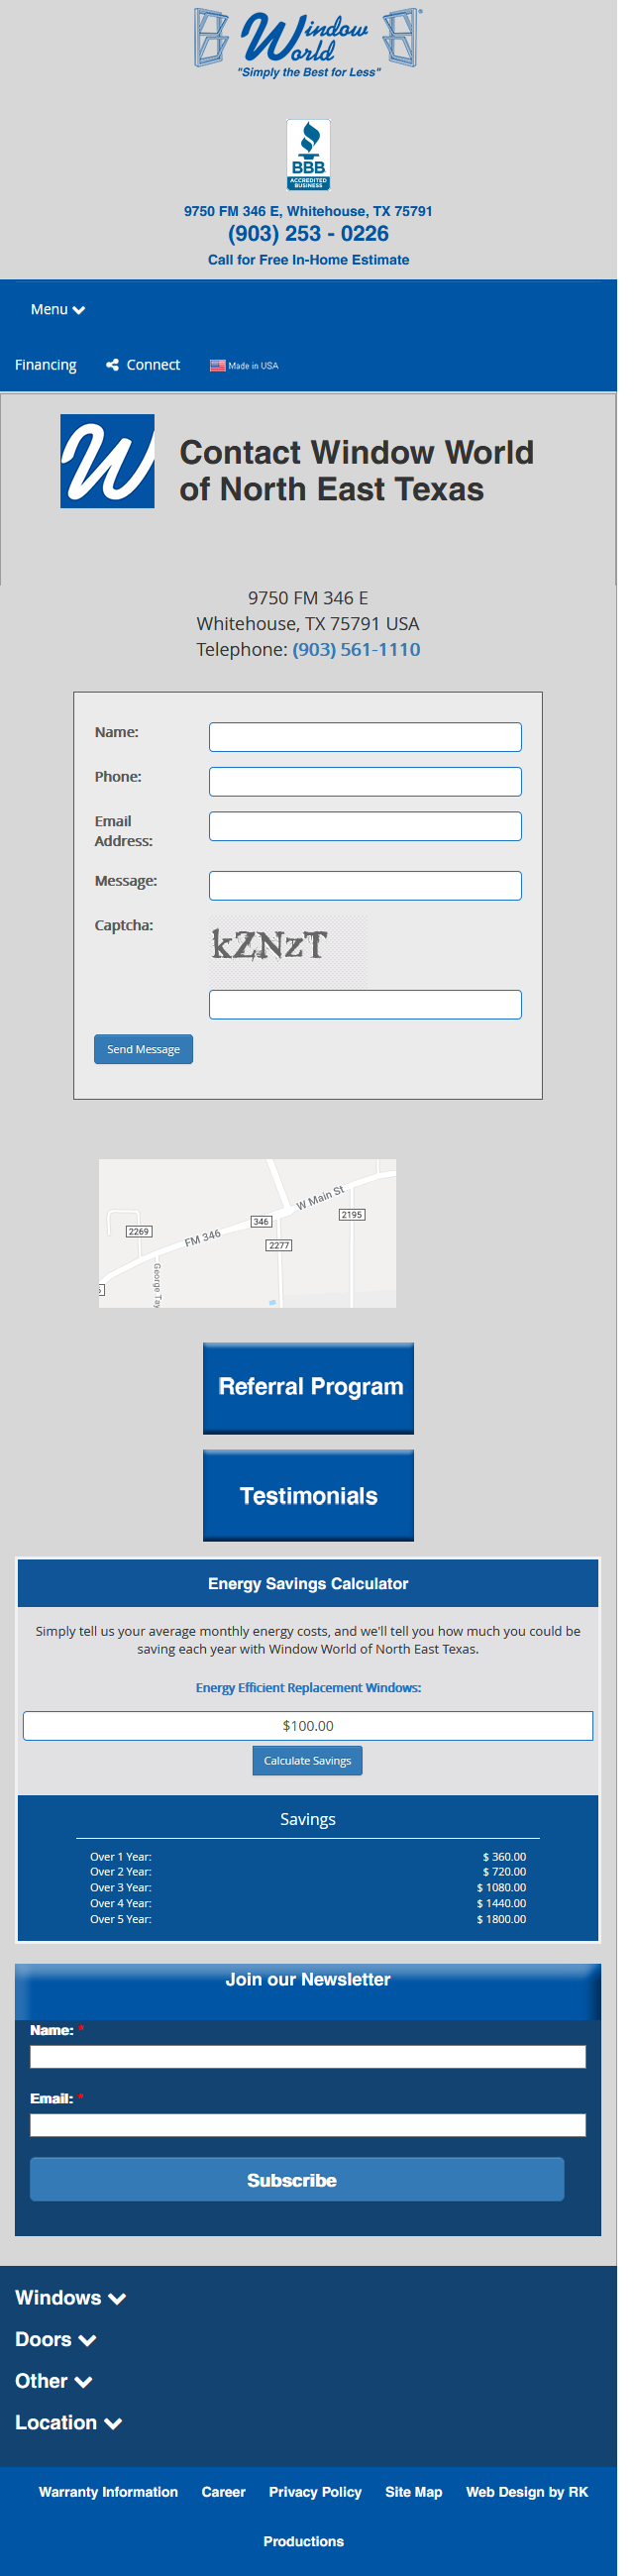 Window
World
®
"Simply the Best for Less"
BBB
ACCREDITED
BUSINESS
9750 FM 346 E, Whitehouse, TX 75791
(903) 253 - 0226
Call for Free In-Home Estimate
Menu
Financing Connect Made in USA
W
Contact Window World
of North East Texas
9750 FM 346 E
Whitehouse, TX 75791 USA
Telephone: (903) 561-1110
Name:
Phone:
Email
Address:
Message:
Captcha:
kZNzT
Send Message
W Main St
2195
346
2269
FM 346
2277
George Tay
Referral Program
Testimonials
Energy Savings Calculator
Simply tell us your average monthly energy costs, and we'll tell you how much you could be
saving each year with Window World of North East Texas.
Energy Efficient Replacement Windows:
$100.00
Calculate Savings
Savings
Over 1 Year: $ 360.00
Over 2 Year: $ 720.00
Over 3 Year: $ 1080.00
Over 4 Year: $ 1440.00
Over 5 Year: $ 1800.00
Join our Newsletter
Name: *
Email: *
Subscribe
Windows
Doors
Other
Location
Warranty Information Career Privacy Policy Site Map Web Design by RK
Productions